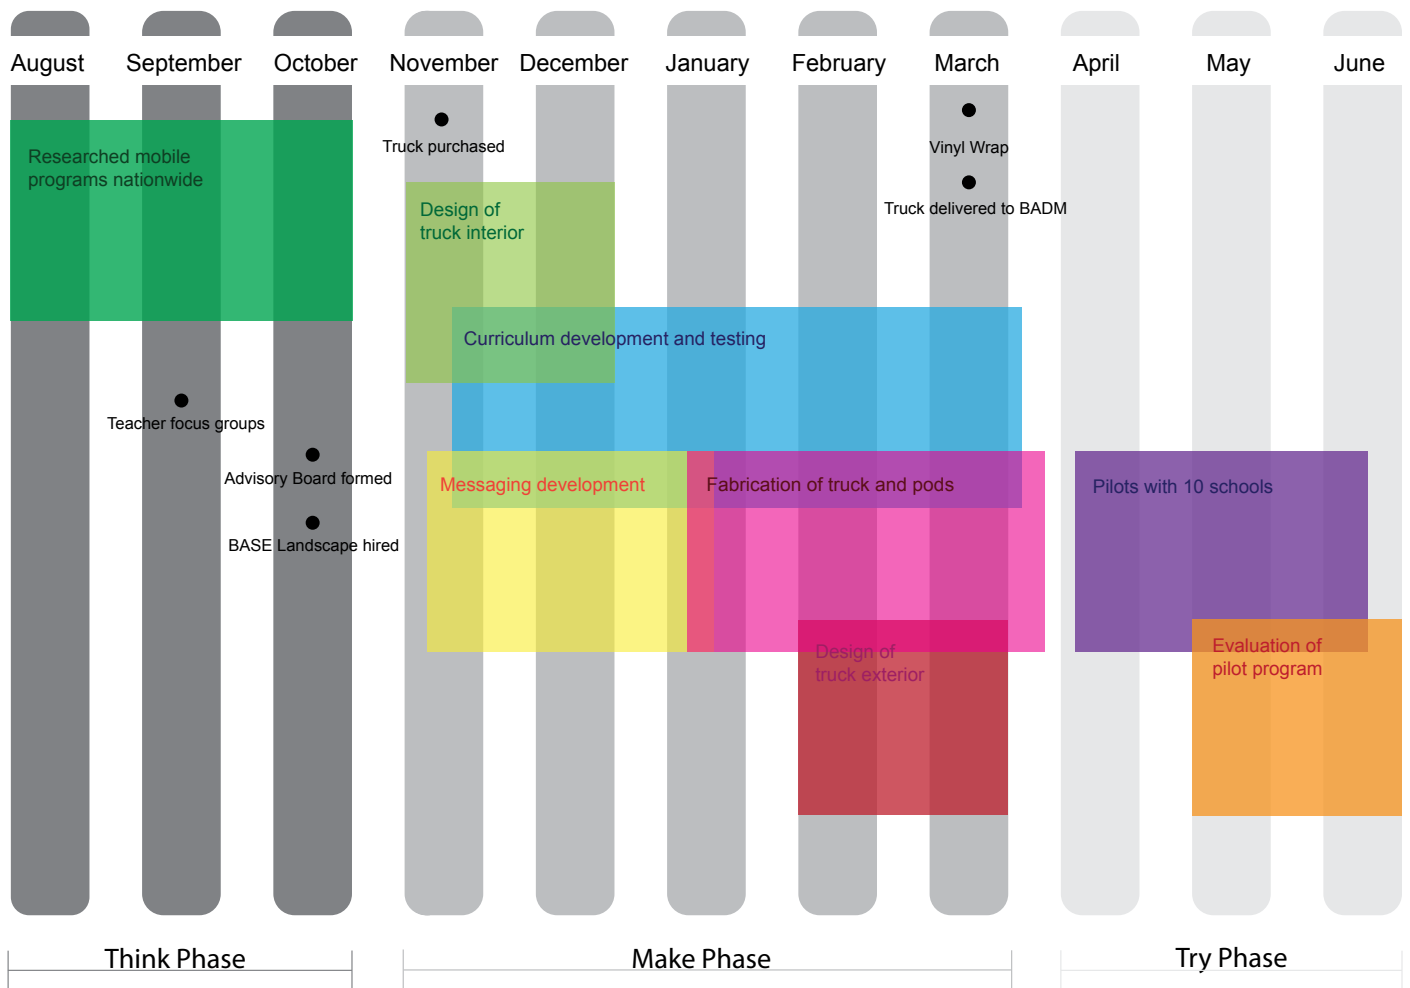 August
September
October
November
December
January
February
March
April
May
June
Truck purchased
Vinyl Wrap
Researched mobile
programs nationwide
Truck delivered to BADM
Design of
truck interior
Curriculum development and testing
Teacher focus groups
Advisory Board formed
Messaging development
Fabrication of truck and pods
Pilots with 10 schools
BASE Landscape hired
Design of
truck exterior
Evaluation of
pilot program
Think Phase
Make Phase
Try Phase